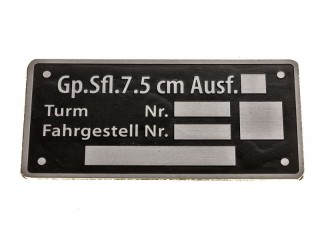 Gp.Sfl.7.5 cm Ausf.
Turm Nr.
Fahrgestell Nr.